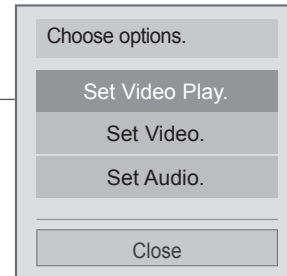 Choose options.
Set Video Play.
Set Video.
Set Audio.
Close